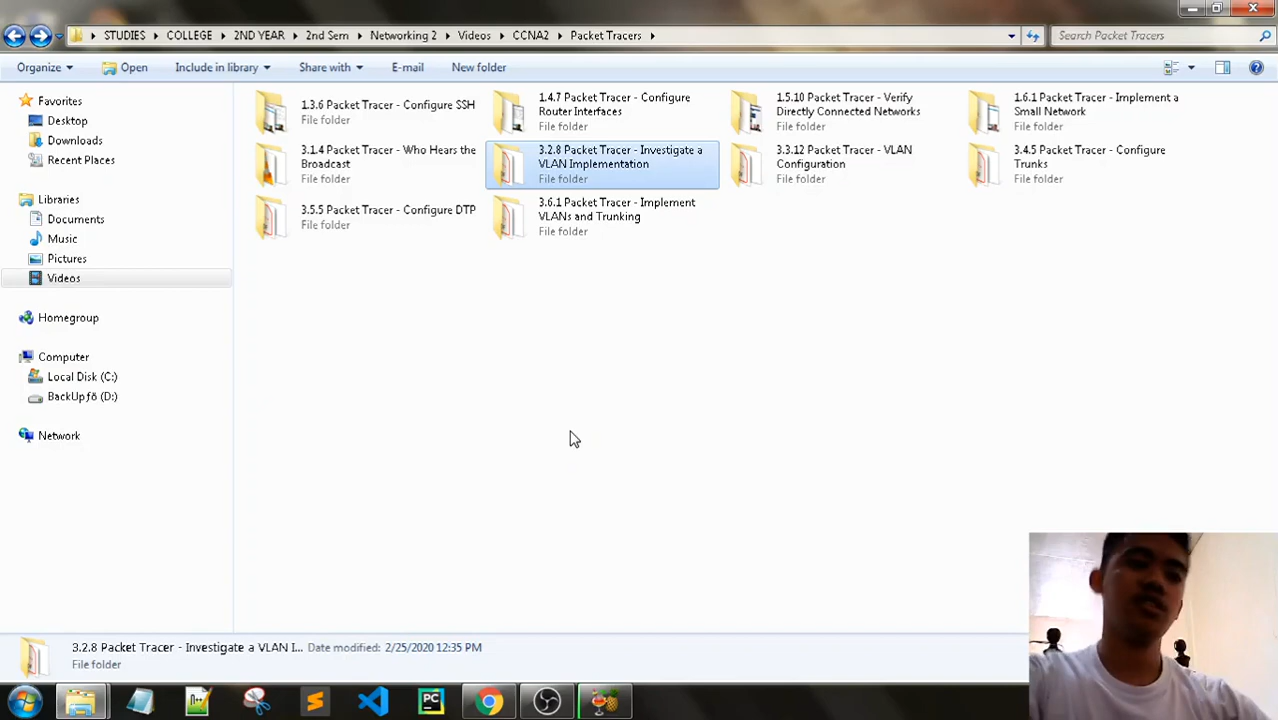 STUDIES COLLEGE 2ND YEAR 2nd Sem Networking 2 Videos CCNA2 Packet Tracers
Search Packet Tracers
Organize Open Include in library Share with E-mail New folder
Favorites
Desktop
Downloads
Recent Places
Libraries
Documents
Music
Pictures
Videos
Homegroup
Computer
Local Disk (C:)
BackUpfö (D:)
Network
1.3.6 Packet Tracer - Configure SSH
File folder
1.4.7 Packet Tracer - Configure
Router Interfaces
File folder
1.5.10 Packet Tracer - Verify
Directly Connected Networks
File folder
1.6.1 Packet Tracer - Implement a
Small Network
File folder
3.1.4 Packet Tracer - Who Hears the
Broadcast
File folder
3.2.8 Packet Tracer - Investigate a
VLAN Implementation
File folder
3.3.12 Packet Tracer - VLAN
Configuration
File folder
3.4.5 Packet Tracer - Configure
Trunks
File folder
3.5.5 Packet Tracer - Configure DTP
File folder
3.6.1 Packet Tracer - Implement
VLANs and Trunking
File folder
3.2.8 Packet Tracer - Investigate a VLAN I... Date modified: 2/25/2020 12:35 PM
File folder
PC